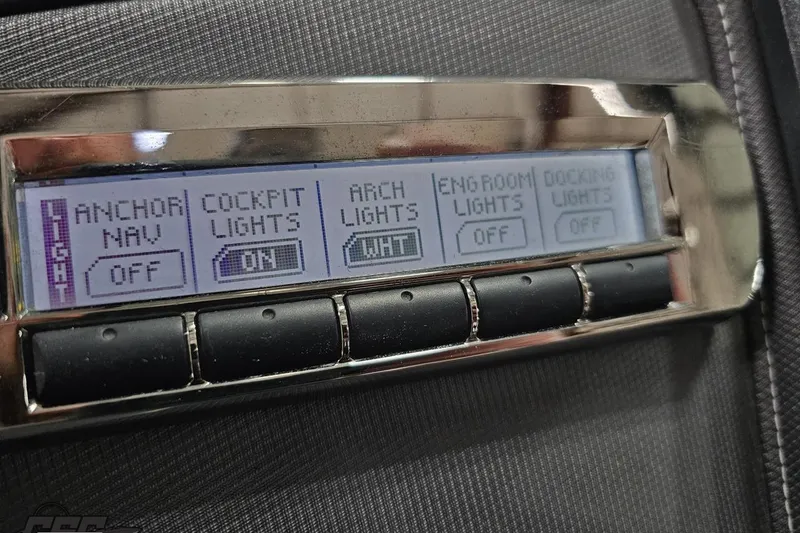 LIGHT
ANCHOR
NAV
OFF
COCKPIT
LIGHTS
ON
ARCH
LIGHTS
WHT
ENG ROOM
LIGHTS
OFF
DOCKING
LIGHTS
OFF